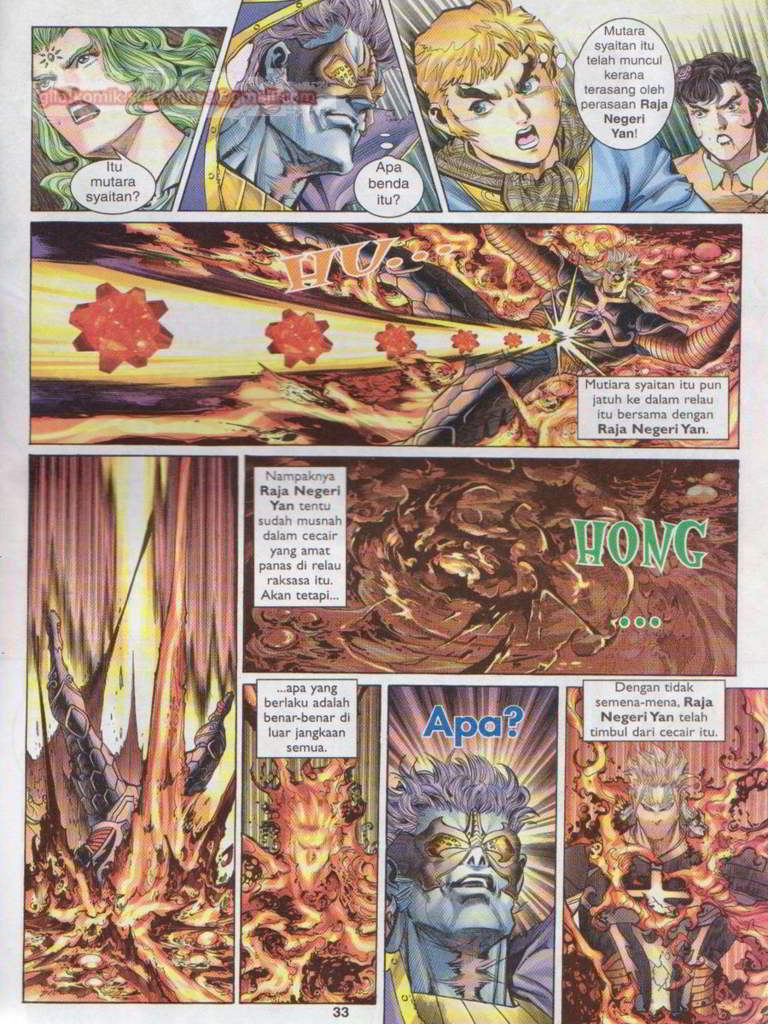 Itu
mutara
syaitan?
Apa
benda
itu?
Mutara
syaitan itu
telah muncul
kerana
terasang oleh
perasaan Raja
Negeri
Yan!
HU...
Mutiara syaitan itu pun
jatuh ke dalam relau
itu bersama dengan
Raja Negeri Yan.
Nampaknya
Raja Negeri
Yan tentu
sudah musnah
dalam cecair
yang amat
panas di relau
raksasa itu.
Akan tetapi...
HONG
...
...apa yang
berlaku adalah
benar-benar di
luar jangkaan
semua.
Apa?
Dengan tidak
semena-mena, Raja
Negeri Yan telah
timbul dari cecair itu.
33